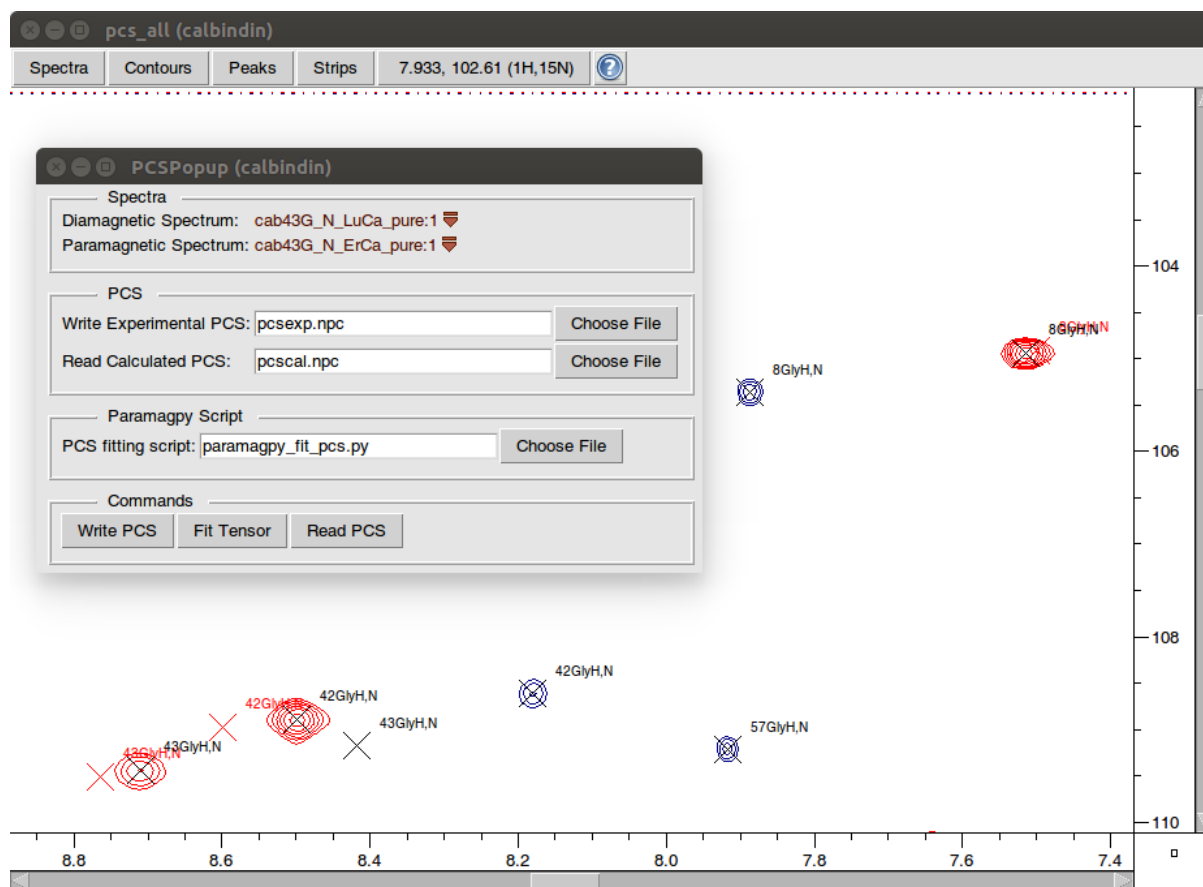 pcs_all (calbindin)
Spectra Contours Peaks Strips 7.933, 102.61 (1H,15N) ?
PCSPopup (calbindin)
Spectra
Diamagnetic Spectrum: cab43G_N_LuCa_pure:1
Paramagnetic Spectrum: cab43G_N_ErCa_pure:1
PCS
Write Experimental PCS: pcsexp.npc Choose File
Read Calculated PCS: pcscal.npc Choose File
Paramagpy Script
PCS fitting script: paramagpy_fit_pcs.py Choose File
Commands
Write PCS Fit Tensor Read PCS
104
8GlyH,N
8GlyH,N
8GlyH,N
106
108
42GlyH,N
42GlyH,N
42GlyH,N
43GlyH,N
57GlyH,N
43GlyH,N
43GlyH,N
110
8.8 8.6 8.4 8.2 8.0 7.8 7.6 7.4